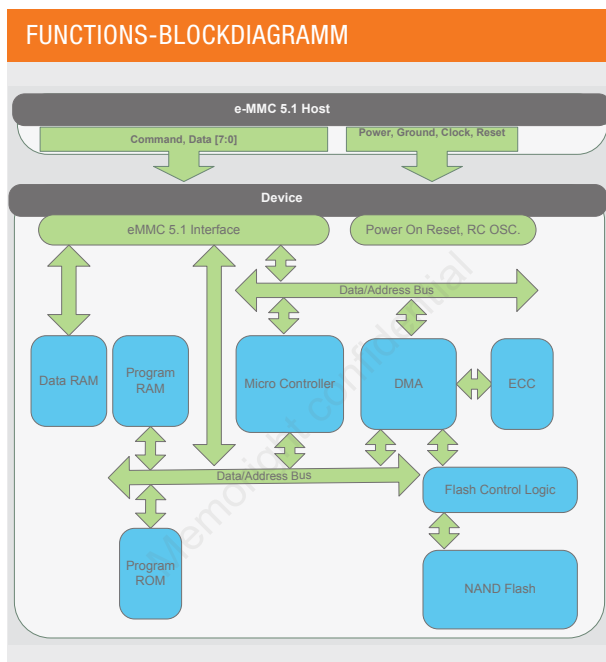 FUNCTIONS-BLOCKDIAGRAMM
e-MMC 5.1 Host
Command, Data [7:0]
Power, Ground, Clock, Reset
Device
eMMC 5.1 Interface
Power On Reset, RC OSC.
Data/Address Bus
Data RAM
Program
RAM
Micro Controller
DMA
ECC
Data/Address Bus
Flash Control Logic
Program
ROM
NAND Flash
Memoright confidential